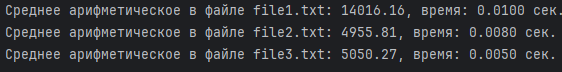 Среднее арифметическое в файле file1.txt: 14016.16, время: 0.0100 сек.
Среднее арифметическое в файле file2.txt: 4955.81, время: 0.0080 сек.
Среднее арифметическое в файле file3.txt: 5050.27, время: 0.0050 сек.